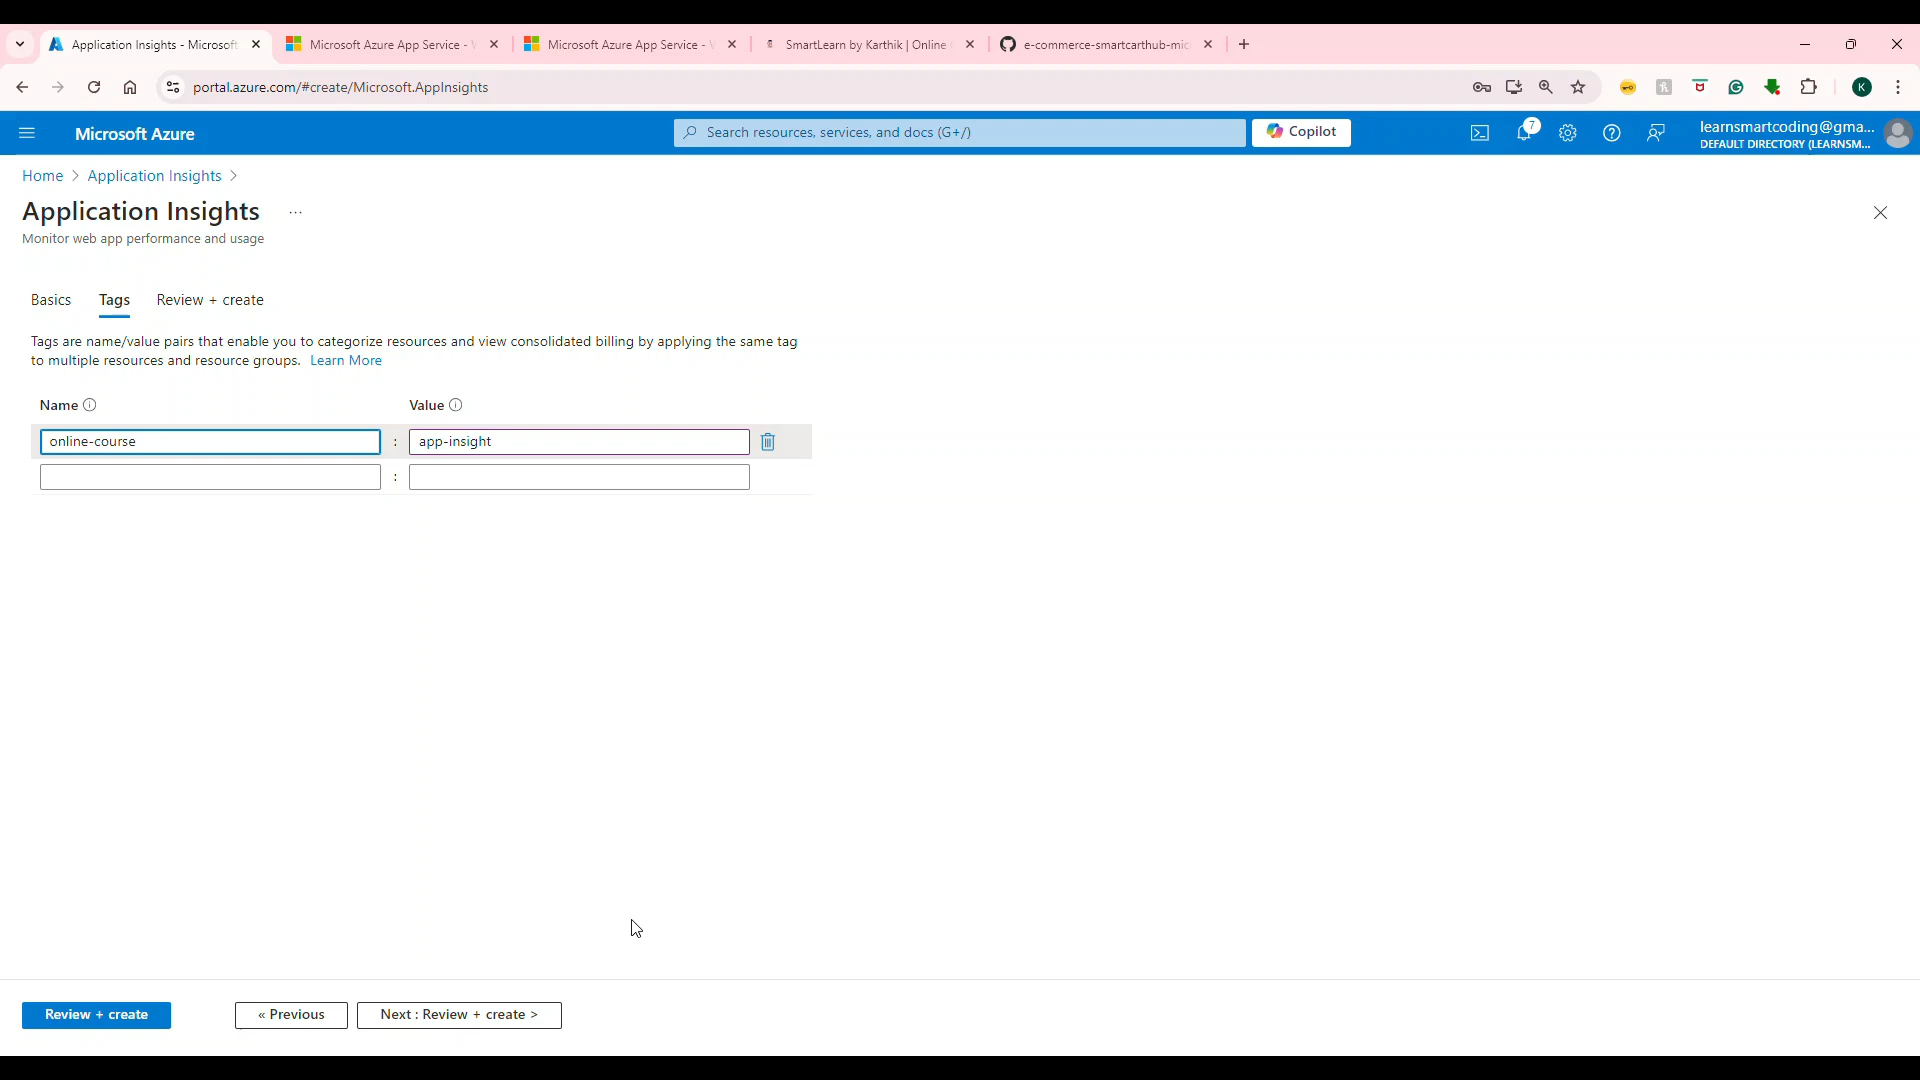 Application Insights - Microsoft
Microsoft Azure App Service -
Microsoft Azure App Service -
SmartLearn by Karthik | Online
e-commerce-smartcarthub-mic
portal.azure.com/#create/Microsoft.AppInsights
K
Microsoft Azure
Search resources, services, and docs (G+/)
Copilot
7
learnsmartcoding@gma...
DEFAULT DIRECTORY (LEARNSM...
Home > Application Insights >
Application Insights ...
Monitor web app performance and usage
Basics Tags Review + create
Tags are name/value pairs that enable you to categorize resources and view consolidated billing by applying the same tag
to multiple resources and resource groups. Learn More
Name Value
online-course : app-insight
:
Review + create
« Previous
Next : Review + create >